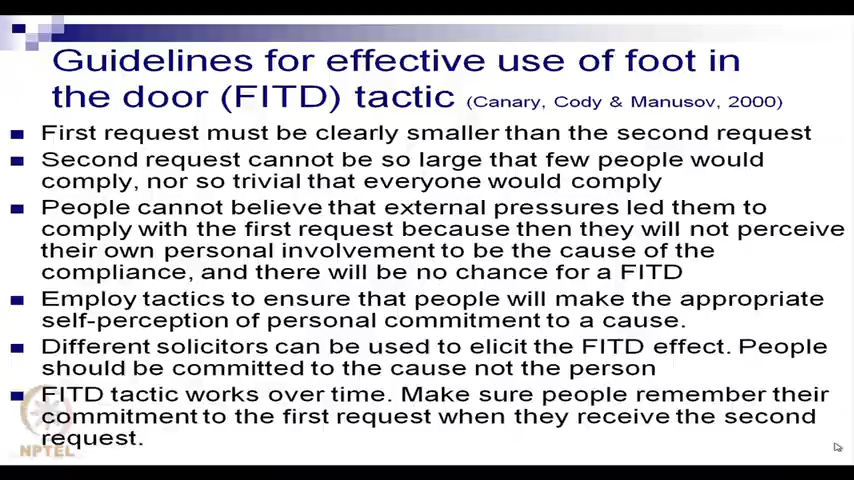 Guidelines for effective use of foot in
the door (FITD) tactic (Canary, Cody & Manusov, 2000)
First request must be clearly smaller than the second request
Second request cannot be so large that few people would
comply, nor so trivial that everyone would comply
People cannot believe that external pressures led them to
comply with the first request because then they will not perceive
their own personal involvement to be the cause of the
compliance, and there will be no chance for a FITD
Employ tactics to ensure that people will make the appropriate
self-perception of personal commitment to a cause.
Different solicitors can be used to elicit the FITD effect. People
should be committed to the cause not the person
FITD tactic works over time. Make sure people remember their
commitment to the first request when they receive the second
request.
NPTEL